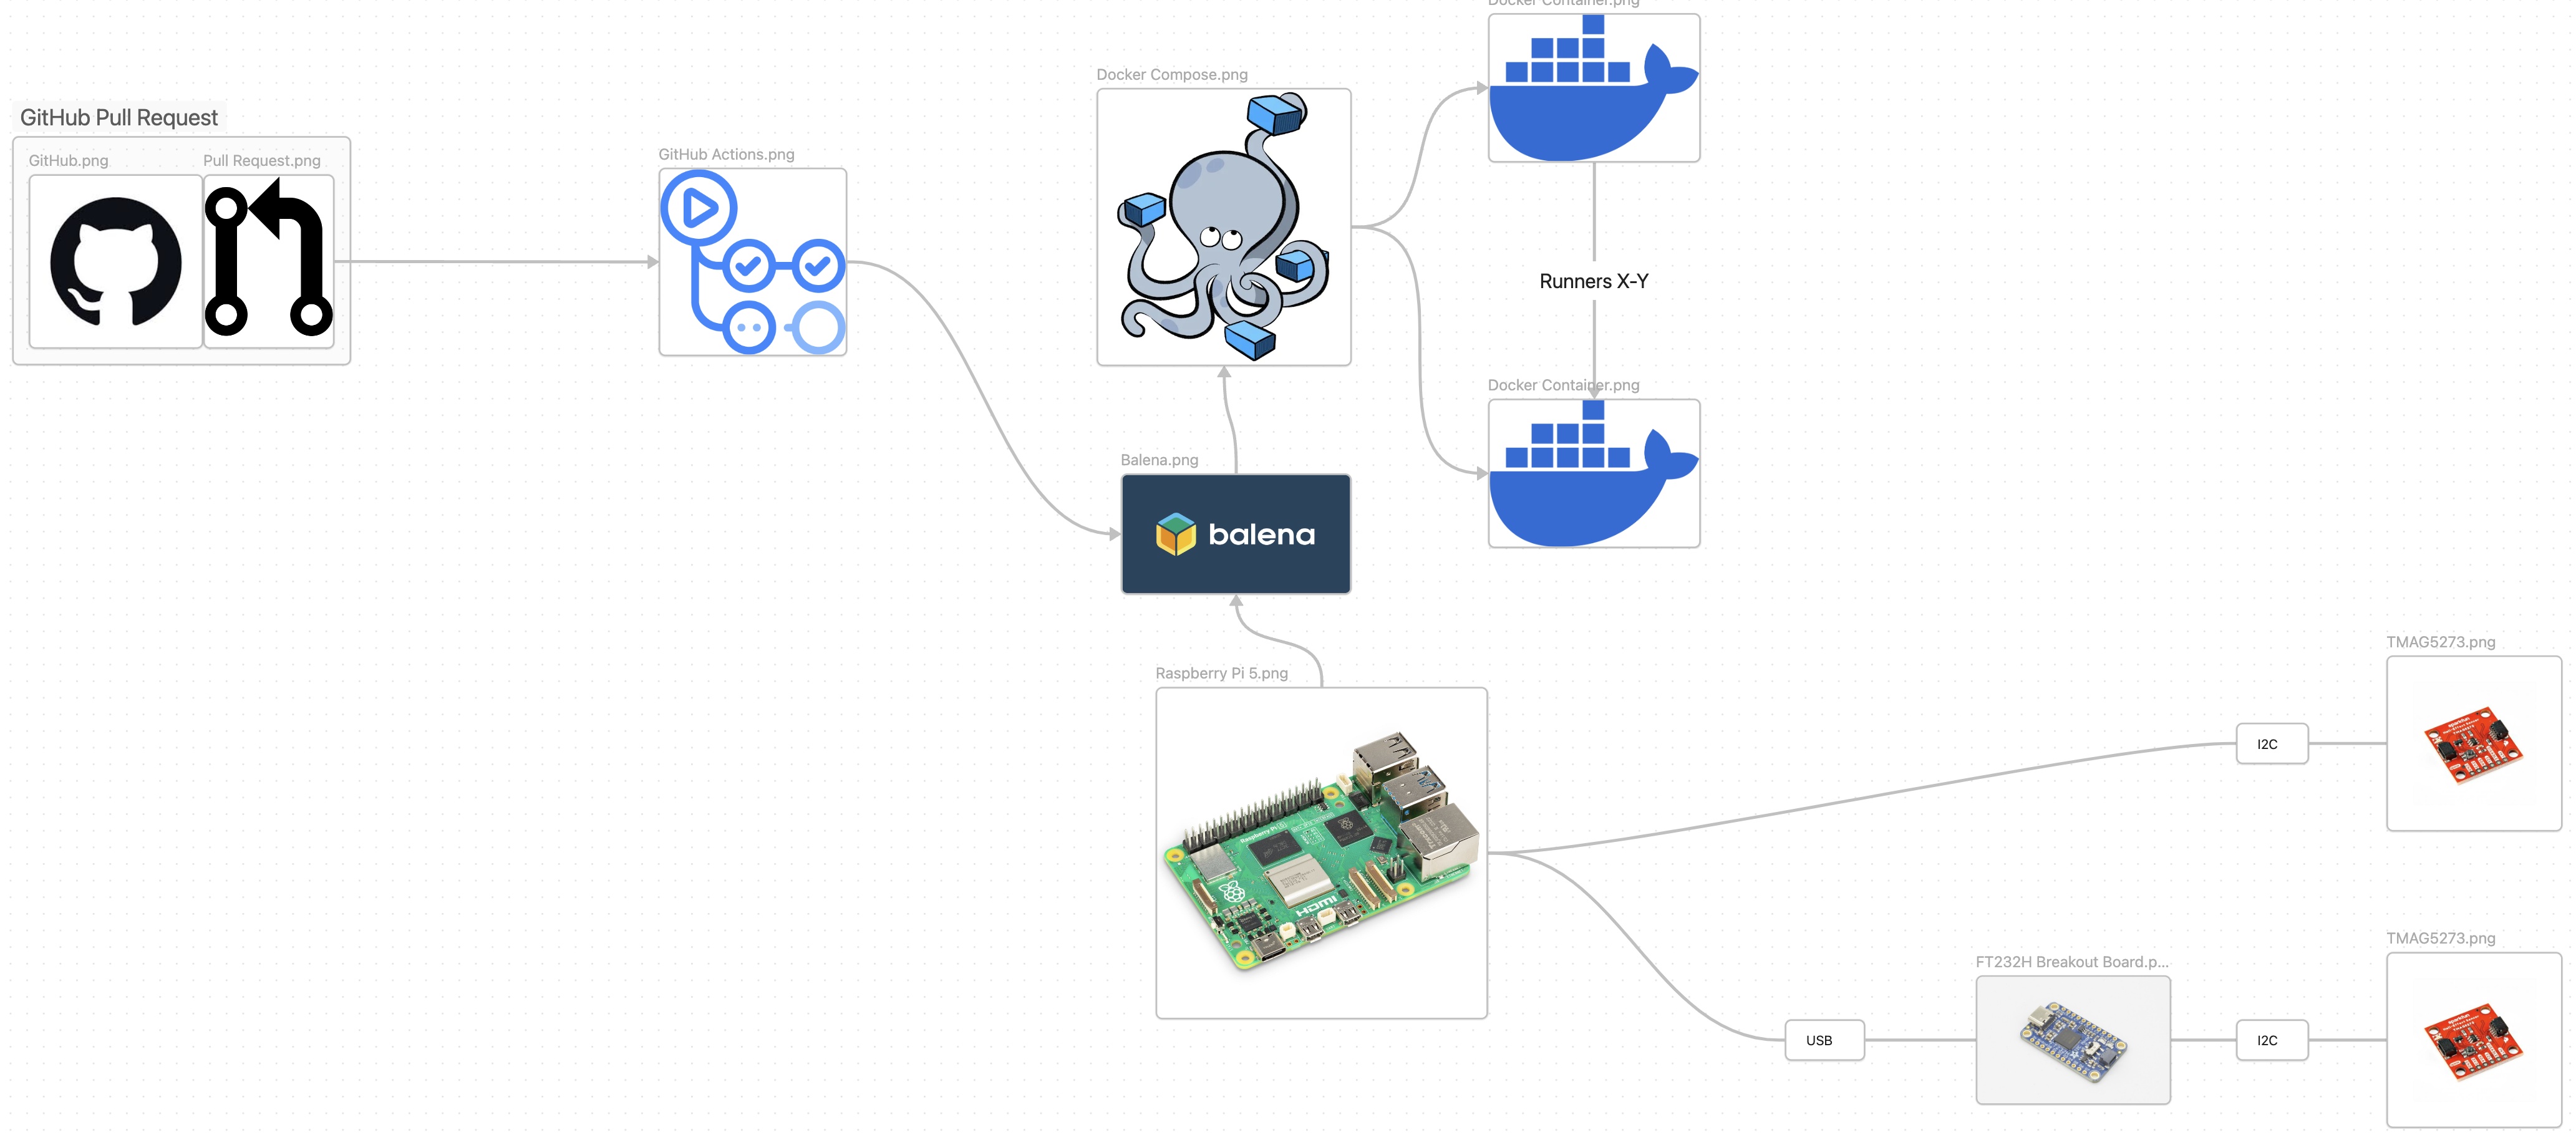 Docker Container.png
Docker Compose.png
GitHub Pull Request
GitHub.png
Pull Request.png
GitHub Actions.png
Runners X-Y
Docker Container.png
Balena.png
balena
Raspberry Pi 5.png
HDMI
TMAG5273.png
I2C
TMAG5273.png
FT232H Breakout Board.p...
USB
I2C